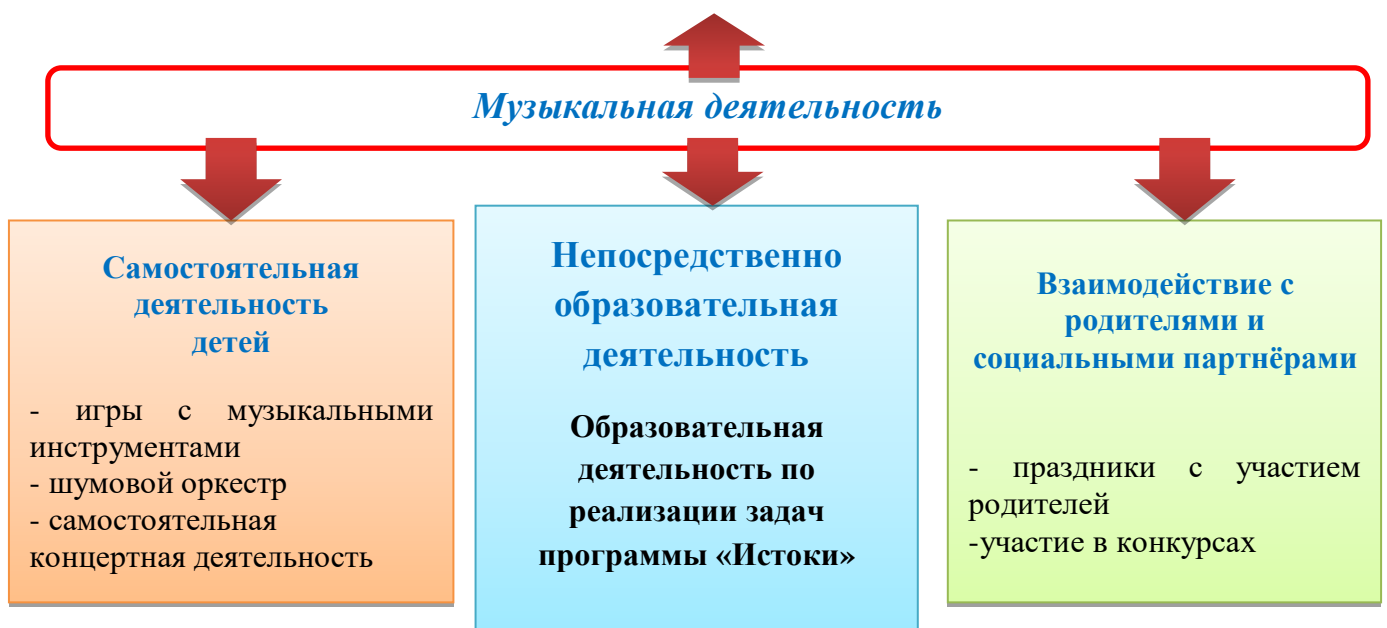 Музыкальная деятельность
Самостоятельная
деятельность
детей
- игры с музыкальными
инструментами
- шумовой оркестр
- самостоятельная
концертная деятельность
Непосредственно
образовательная
деятельность
Образовательная
деятельность по
реализации задач
программы «Истоки»
Взаимодействие с
родителями и
социальными партнёрами
- праздники с участием
родителей
-участие в конкурсах